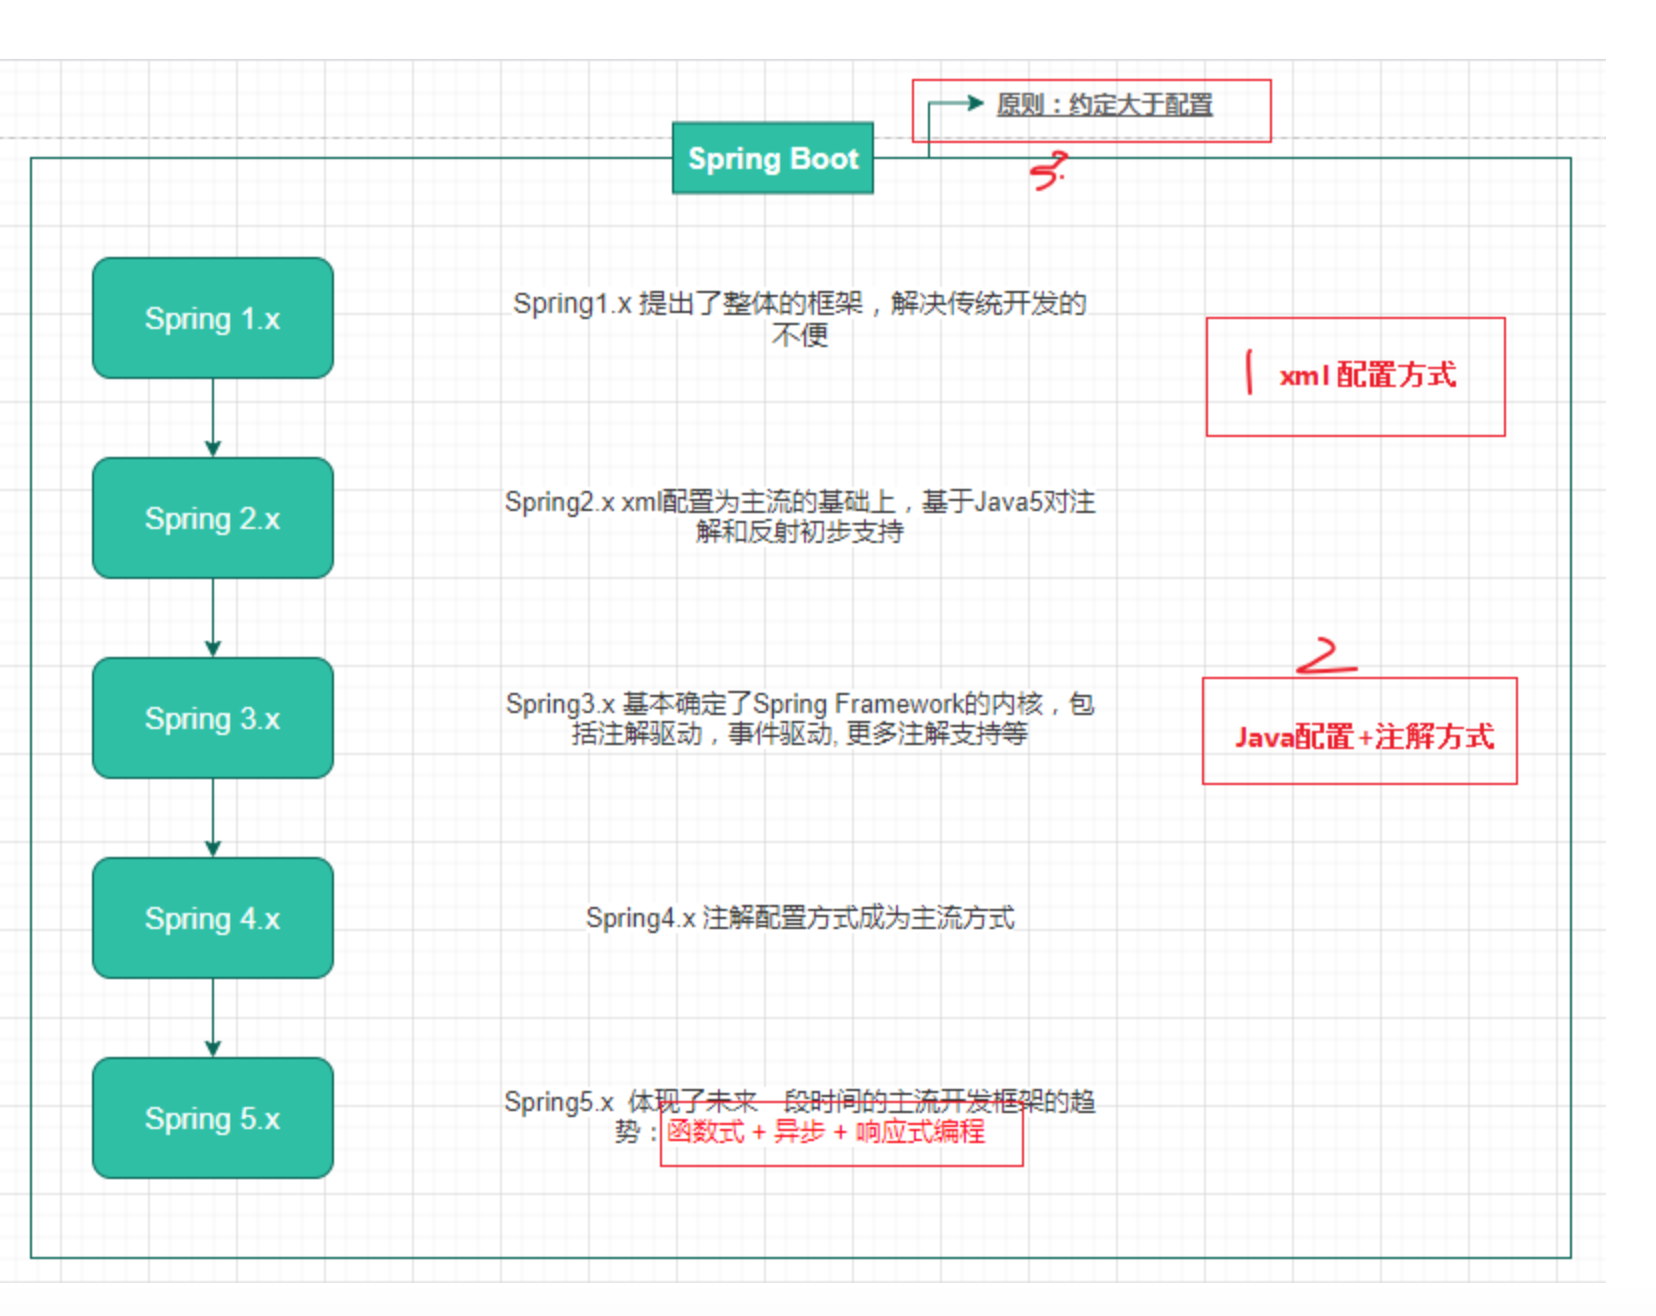 原则：约定大于配置
Spring Boot
3.
Spring 1.x
Spring1.x 提出了整体的框架，解决传统开发的
不便
1 xml 配置方式
Spring 2.x
Spring2.x xml配置为主流的基础上，基于Java5对注
解和反射初步支持
2
Spring 3.x
Spring3.x 基本确定了Spring Framework的内核，包
括注解驱动，事件驱动, 更多注解支持等
Java配置+注解方式
Spring 4.x
Spring4.x 注解配置方式成为主流方式
Spring 5.x
Spring5.x 体现了未来一段时间的主流开发框架的趋
势：函数式 + 异步 + 响应式编程